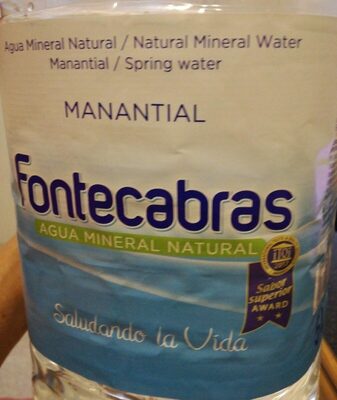 Agua Mineral Natural / Natural Mineral Water
Manantial / Spring water
MANANTIAL
Fontecabras
AGUA MINERAL NATURAL
Sabor
superior
AWARD
Saludando la Vida